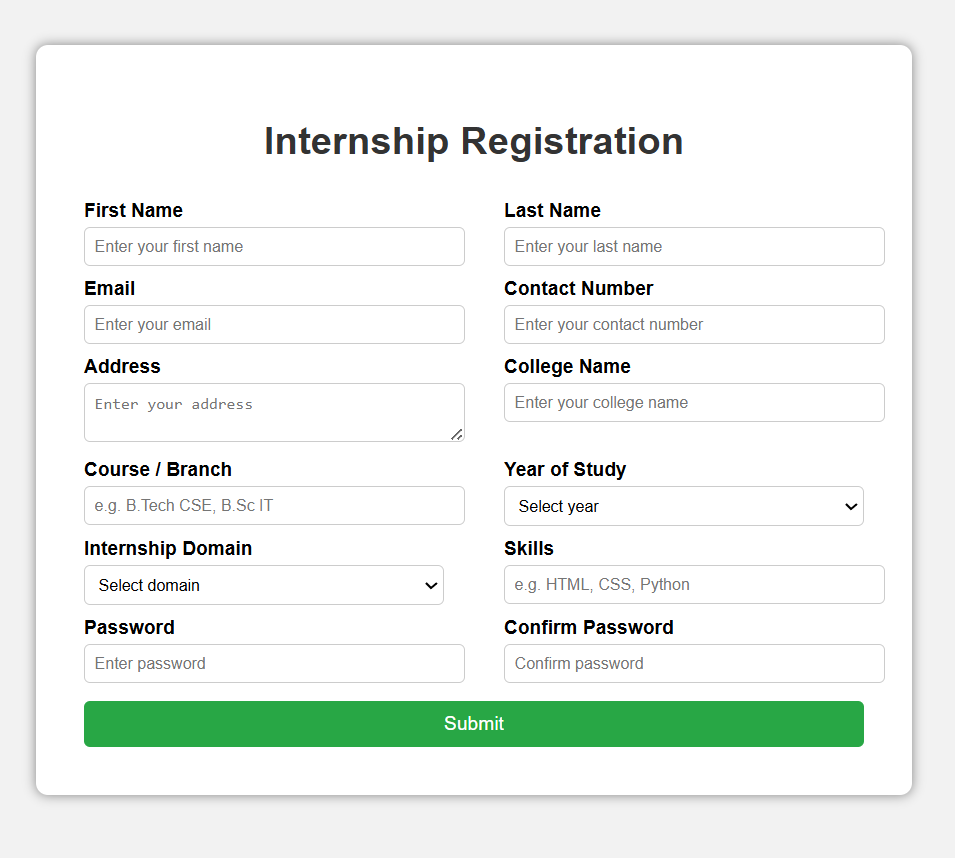 Internship Registration
First Name
Last Name
Enter your first name
Enter your last name
Email
Contact Number
Enter your email
Enter your contact number
Address
College Name
Enter your address
Enter your college name
Course / Branch
Year of Study
e.g. B.Tech CSE, B.Sc IT
Select year
Internship Domain
Skills
Select domain
e.g. HTML, CSS, Python
Password
Confirm Password
Enter password
Confirm password
Submit